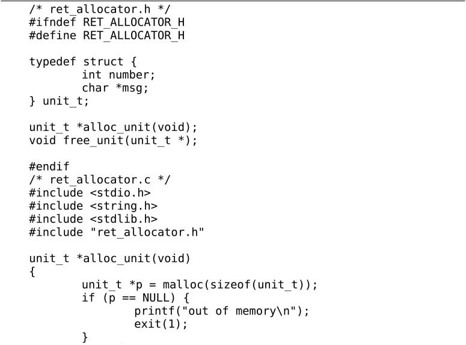 /* ret_allocator.h */
#ifndef RET_ALLOCATOR_H
#define RET_ALLOCATOR_H

typedef struct {
        int number;
        char *msg;
} unit_t;

unit_t *alloc_unit(void);
void free_unit(unit_t *);

#endif
/* ret_allocator.c */
#include <stdio.h>
#include <string.h>
#include <stdlib.h>
#include "ret_allocator.h"

unit_t *alloc_unit(void)
{
        unit_t *p = malloc(sizeof(unit_t));
        if (p == NULL) {
                printf("out of memory\n");
                exit(1);
        }